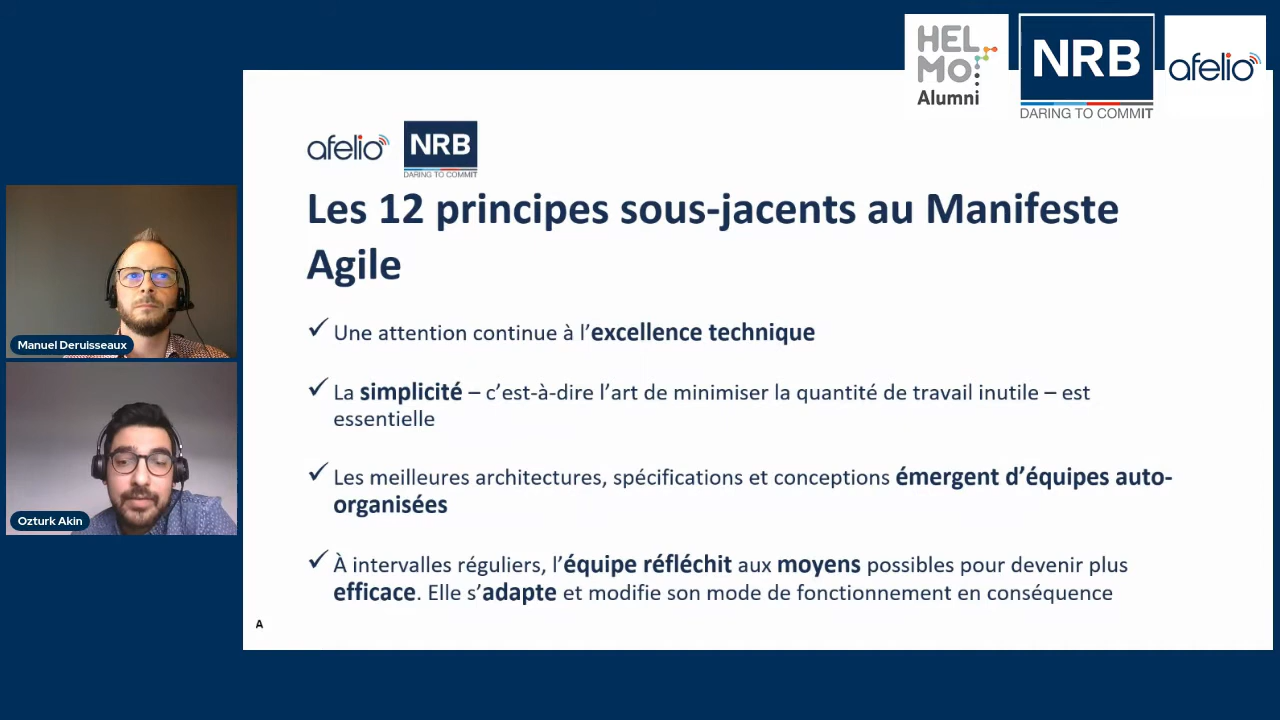 HEL
MO
Alumni
NRB
DARING TO COMMIT
afelio
afelio
NRB
DARING TO COMMIT
Les 12 principes sous-jacents au Manifeste
Agile
Une attention continue à l’excellence technique
La simplicité – c’est-à-dire l’art de minimiser la quantité de travail inutile – est
essentielle
Les meilleures architectures, spécifications et conceptions émergent d’équipes auto-
organisées
À intervalles réguliers, l’équipe réfléchit aux moyens possibles pour devenir plus
efficace. Elle s’adapte et modifie son mode de fonctionnement en conséquence
A
Manuel Deruisseaux
Ozturk Akin